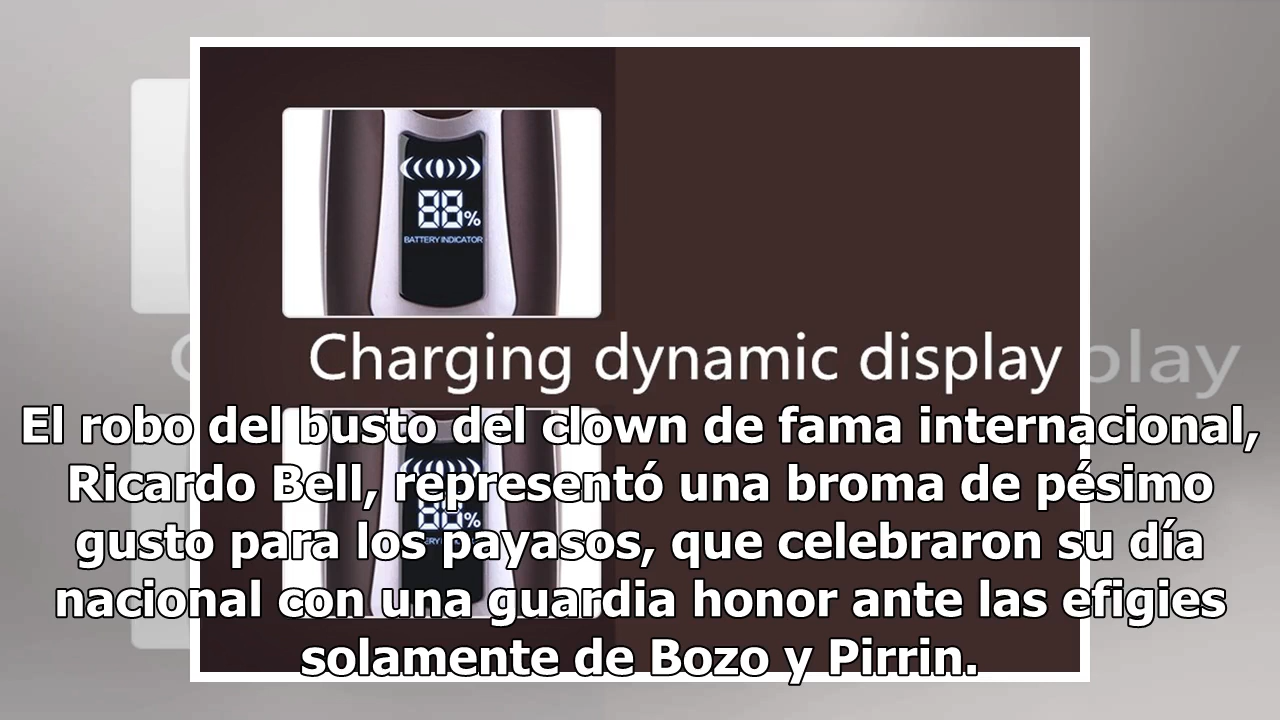 88%
BATTERY INDICATOR
Charging dynamic display
play
El robo del busto del clown de fama internacional,
Ricardo Bell, representó una broma de pésimo
gusto para los payasos, que celebraron su día
nacional con una guardia honor ante las efigies
solamente de Bozo y Pirrin.